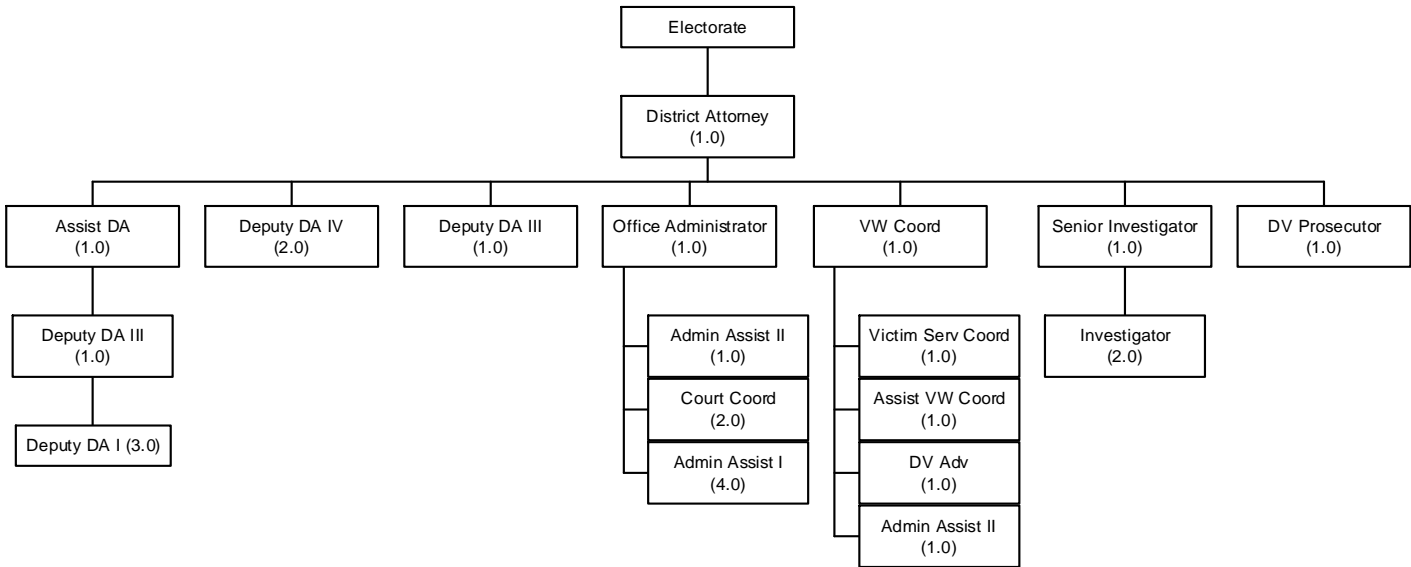 Electorate
District Attorney
(1.0)
Assist DA
(1.0)
Deputy DA IV
(2.0)
Deputy DA III
(1.0)
Office Administrator
(1.0)
VW Coord
(1.0)
Senior Investigator
(1.0)
DV Prosecutor
(1.0)
Deputy DA III
(1.0)
Deputy DA I (3.0)
Admin Assist II
(1.0)
Court Coord
(2.0)
Admin Assist I
(4.0)
Victim Serv Coord
(1.0)
Assist VW Coord
(1.0)
DV Adv
(1.0)
Admin Assist II
(1.0)
Investigator
(2.0)